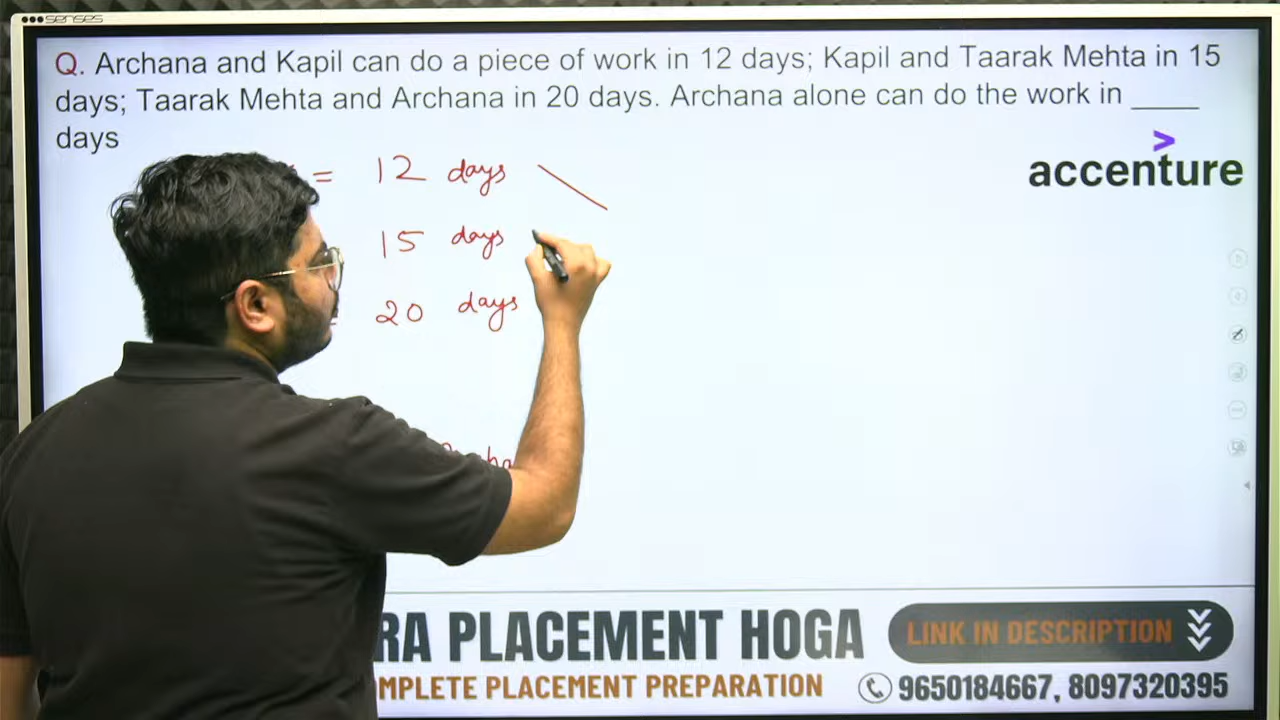 senses
Q. Archana and Kapil can do a piece of work in 12 days; Kapil and Taarak Mehta in 15
days; Taarak Mehta and Archana in 20 days. Archana alone can do the work in _____
days
accenture
= 12 days
15 days
20 days
RA PLACEMENT HOGA
MPLETE PLACEMENT PREPARATION
LINK IN DESCRIPTION
9650184667, 8097320395